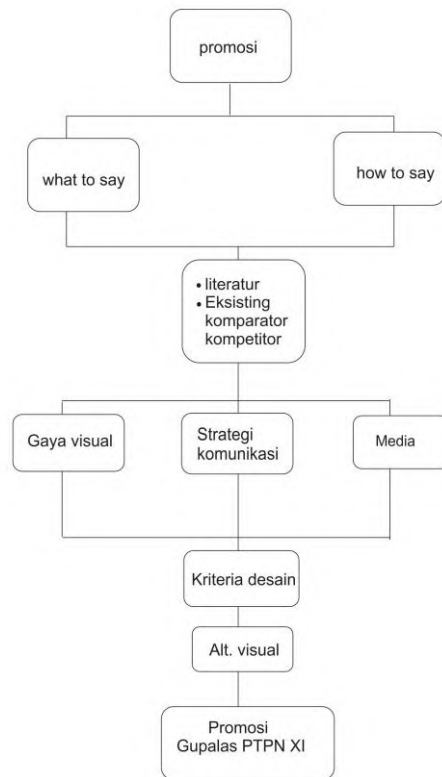 promosi
what to say
how to say
• literatur
• Eksisting
komparator
kompetitor
Gaya visual
Strategi
komunikasi
Media
Kriteria desain
Alt. visual
Promosi
Gupalas PTPN XI